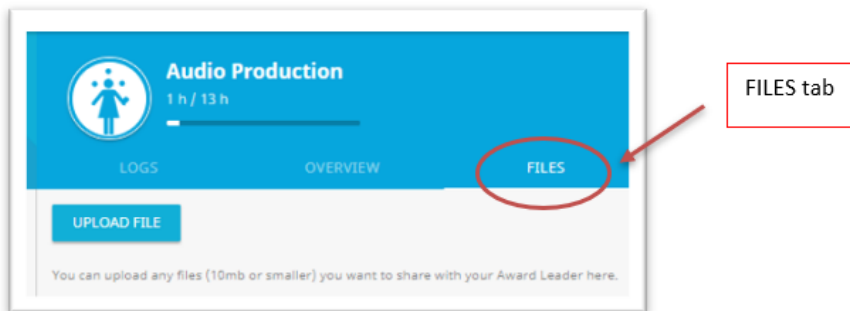 Audio Production
1 h / 13 h
LOGS OVERVIEW FILES
UPLOAD FILE
You can upload any files (10mb or smaller) you want to share with your Award Leader here.
FILES tab